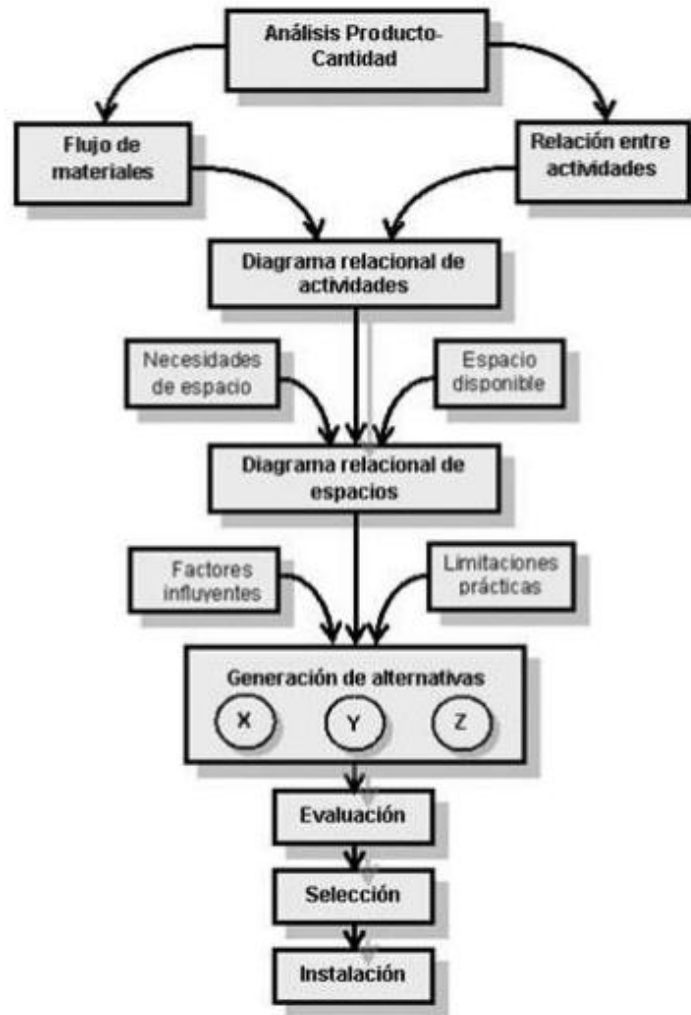 Análisis Producto-
Cantidad
Flujo de
materiales
Relación entre
actividades
Diagrama relacional de
actividades
Necesidades
de espacio
Espacio
disponible
Diagrama relacional de
espacios
Factores
influyentes
Limitaciones
prácticas
Generación de alternativas
X
Y
Z
Evaluación
Selección
Instalación